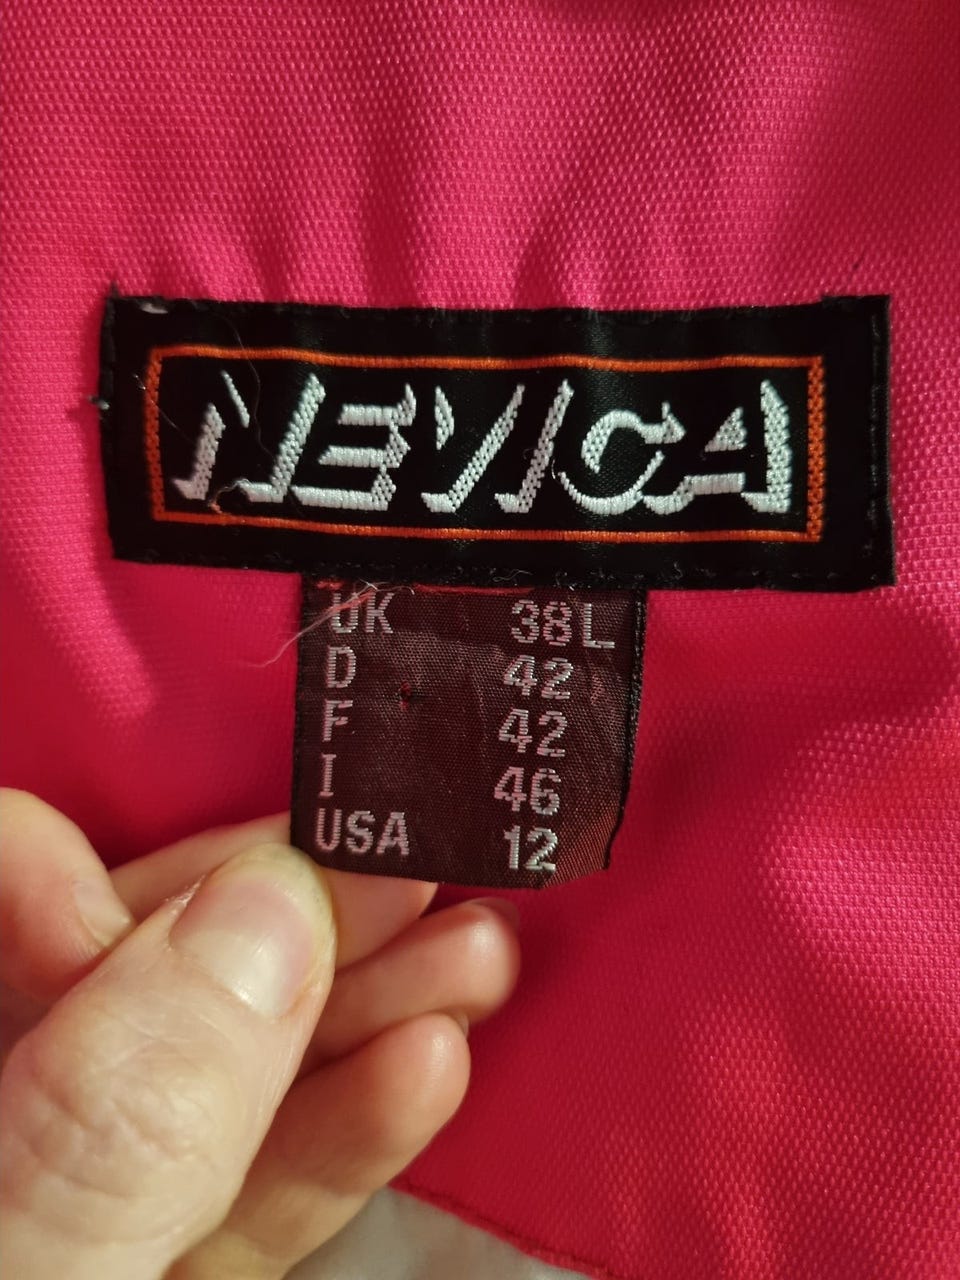 NEVICA
UK 38L
D 42
F 42
I 46
USA 12